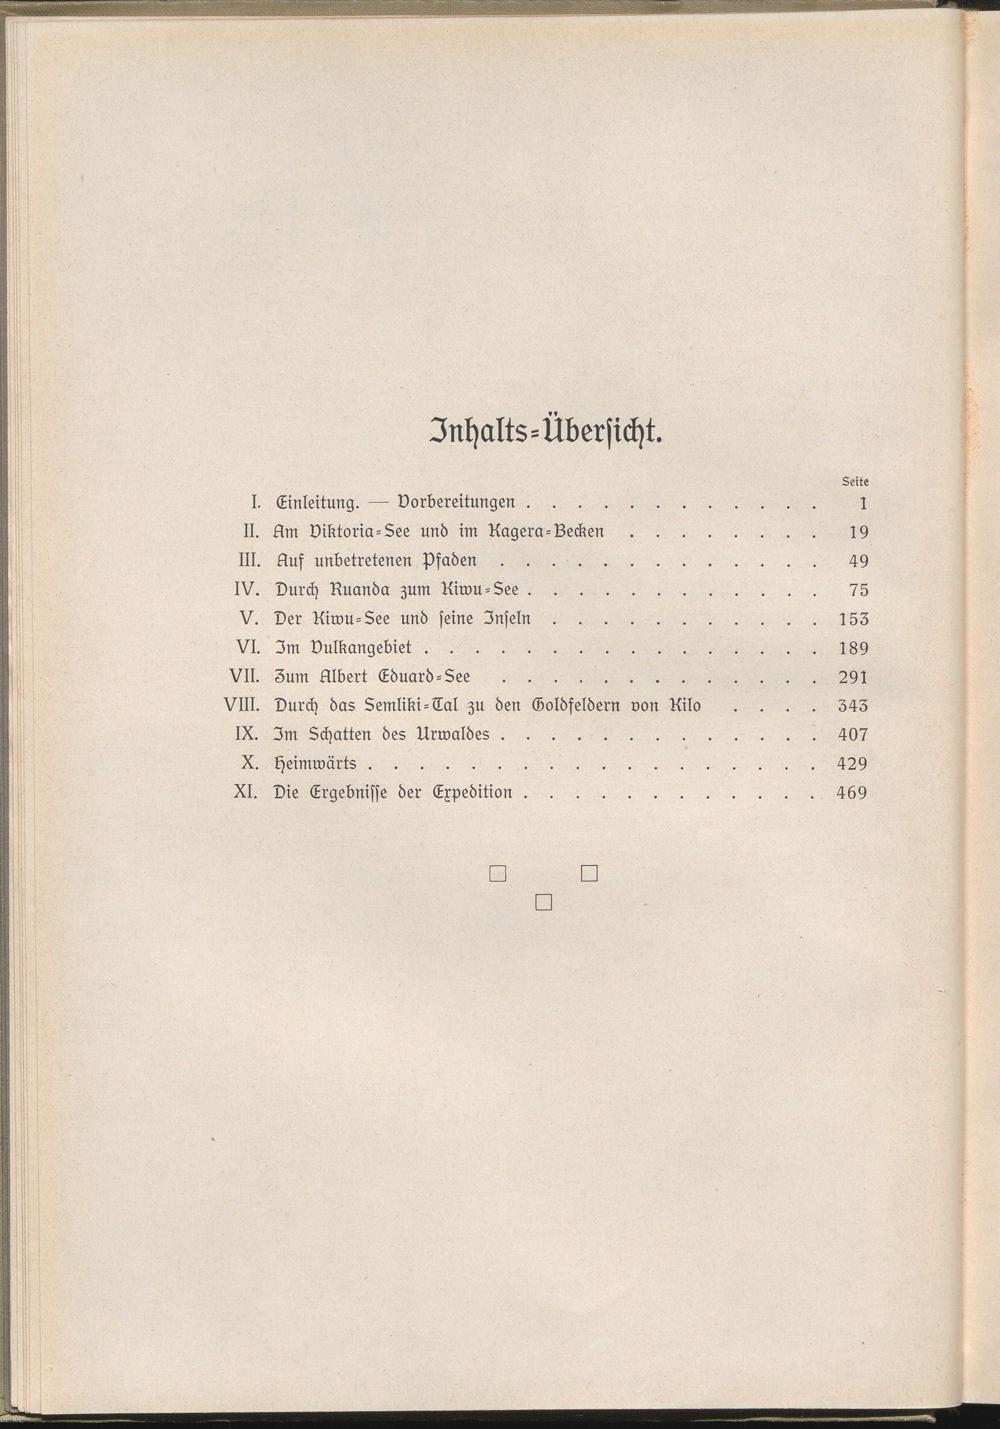 Inhalts-Übersicht.
Seite
I. Einleitung. — Vorbereitungen . . . . . . . . . . . . 1
II. Am Viktoria-See und im Kagera-Becken . . . . . . . . 19
III. Auf unbetretenen Pfaden . . . . . . . . . . . . . 49
IV. Durch Ruanda zum Kiwu-See . . . . . . . . . . . . 75
V. Der Kiwu-See und seine Inseln . . . . . . . . . . . 153
VI. Im Vulkangebiet . . . . . . . . . . . . . . . . 189
VII. Zum Albert Eduard-See . . . . . . . . . . . . . 291
VIII. Durch das Semliki-Tal zu den Goldfeldern von Kilo . . . . 343
IX. Im Schatten des Urwaldes . . . . . . . . . . . . . 407
X. Heimwärts . . . . . . . . . . . . . . . . . . 429
XI. Die Ergebnisse der Expedition . . . . . . . . . . . . 469